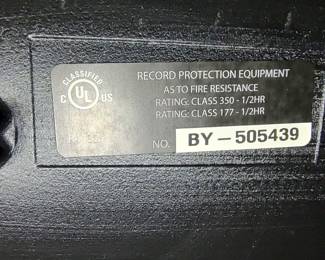 CLASSIFIED
C UL US
RECORD PROTECTION EQUIPMENT
AS TO FIRE RESISTANCE
RATING: CLASS 350 - 1/2HR
RATING: CLASS 177 - 1/2HR
NO. BY-505439